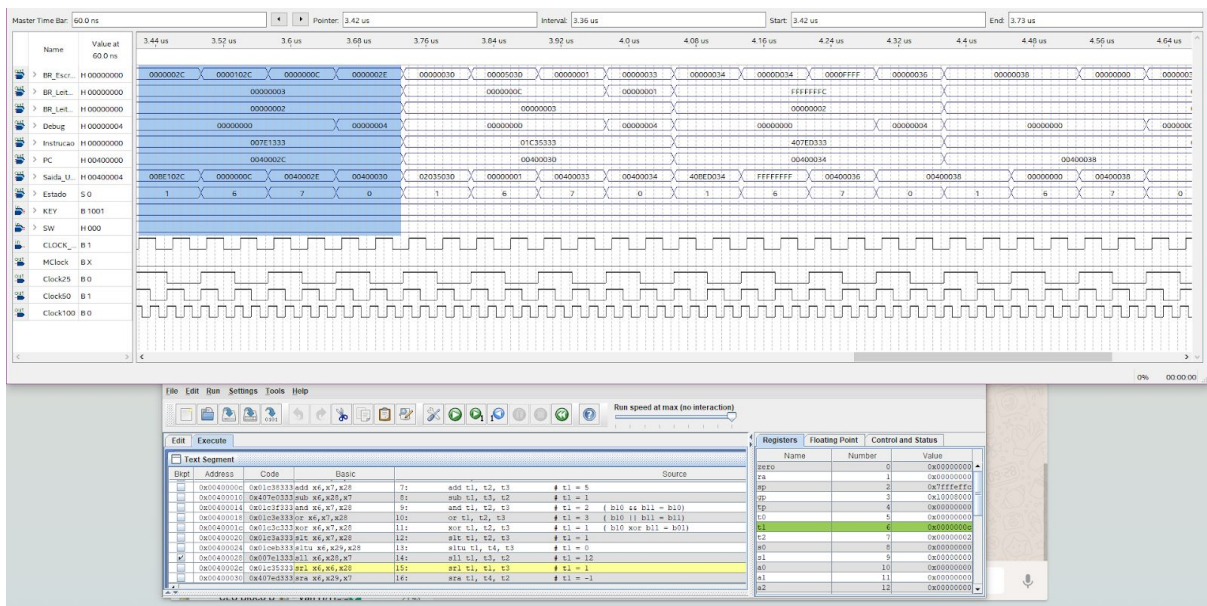 Master Time Bar: 60.0 ns Pointer: 3.42 us Interval: 3.36 us Start: 3.42 us End: 3.73 us
Name Value at 60.0 ns 3.44 us 3.52 us 3.6 us 3.68 us 3.76 us 3.84 us 3.92 us 4.0 us 4.08 us 4.16 us 4.24 us 4.32 us 4.4 us 4.48 us 4.56 us 4.64 us
BR_Escr... H 00000000 0000002C 0000102C 0000000C 0000002E 00000030 00005030 00000001 00000033 00000034 0000D034 0000FFFF 00000036 00000038 00000000 0000003
BR_Leit... H 00000000 00000003 0000000C 00000001 FFFFFFFC
BR_Leit... H 00000000 00000002 00000003 00000002
Debug H 00000004 00000000 00000004 00000000 00000004 00000000 00000004 00000000 000000
Instrucao H 00000000 007E1333 01C35333 407ED333
PC H 00400000 0040002C 00400030 00400034 00400038
Saida_U... H 00400004 008E102C 0000000C 0040002E 00400030 02035030 00000001 00400033 00400034 408ED034 FFFFFFFF 00400036 00400038 00000000 00400038
Estado S 0 1 6 7 0 1 6 7 0 1 6 7 0 1 6 7 0
KEY B 1001
SW H 000
CLOCK_... B 1
MClock B X
Clock25 B 0
Clock50 B 1
Clock100 B 0
0% 00:00:00
File Edit Run Settings Tools Help
Run speed at max (no interaction)
Edit Execute
Registers Floating Point Control and Status
Text Segment
Name Number Value
Bkpt Address Code Basic Source
zero 0 0x00000000
ra 1 0x00000000
sp 2 0x7fffeffc
gp 3 0x10008000
tp 4 0x00000000
t0 5 0x00000000
t1 6 0x0000000c
t2 7 0x00000002
s0 8 0x00000000
s1 9 0x00000000
a0 10 0x00000000
a1 11 0x00000000
a2 12 0x00000000
0x0040000c 0x01c38333 add x6,x7,x28 7: add t1, t2, t3 # t1 = 5
0x00400010 0x407e0333 sub x6,x28,x7 8: sub t1, t3, t2 # t1 = 1
0x00400014 0x01c3f333 and x6,x7,x28 9: and t1, t2, t3 # t1 = 2 ( b10 && b11 = b10)
0x00400018 0x01c3e333 or x6,x7,x28 10: or t1, t2, t3 # t1 = 3 ( b10 || b11 = b11)
0x0040001c 0x01c3c333 xor x6,x7,x28 11: xor t1, t2, t3 # t1 = 1 ( b10 xor b11 = b01)
0x00400020 0x01c3a333 slt x6,x7,x28 12: slt t1, t2, t3 # t1 = 1
0x00400024 0x01ceb333 sltu x6,x29,x28 13: sltu t1, t4, t3 # t1 = 0
0x00400028 0x007e1333 sll x6,x28,x7 14: sll t1, t3, t2 # t1 = 12
0x0040002c 0x01c35333 srl x6,x6,x28 15: srl t1, t1, t3 # t1 = 1
0x00400030 0x407ed333 sra x6,x29,x7 16: sra t1, t4, t2 # t1 = -1